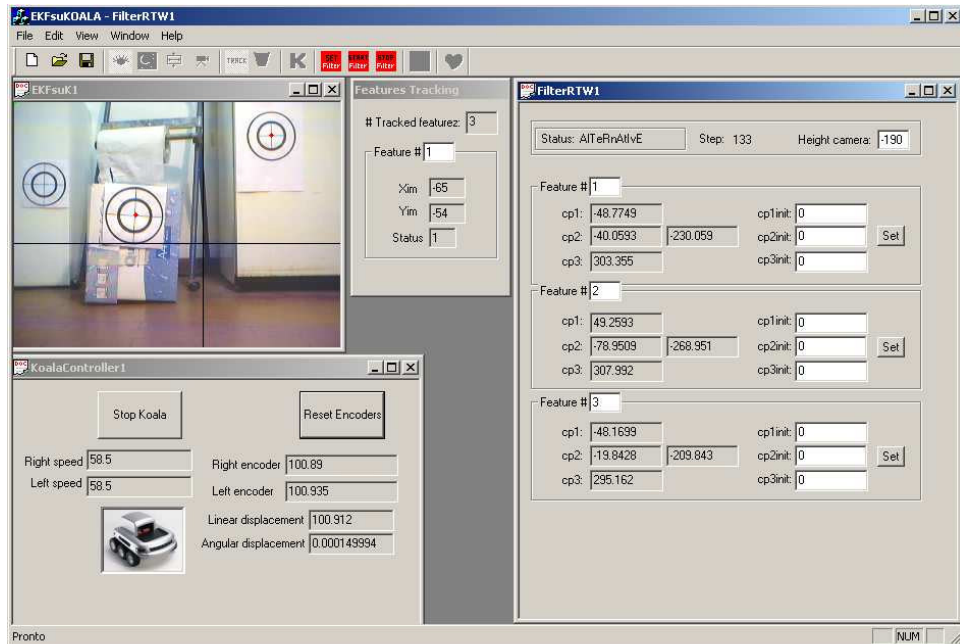 EKFsuKOALA - FilterRTW1
File Edit View Window Help
TRACK K SET Filter START Filter STOP Filter
EKFsuK1
Features Tracking
# Tracked featurez: 3
Feature # 1
Xim -65
Yim -54
Status 1
FilterRTW1
Status: AlTeRnAtIvE Step: 133 Height camera: -190
Feature # 1
cp1: -48.7749 cp1init: 0
cp2: -40.0593 -230.059 cp2init: 0 Set
cp3: 303.355 cp3init: 0
Feature # 2
cp1: 49.2593 cp1init: 0
cp2: -78.9509 -268.951 cp2init: 0 Set
cp3: 307.992 cp3init: 0
Feature # 3
cp1: -48.1699 cp1init: 0
cp2: -19.8428 -209.843 cp2init: 0 Set
cp3: 295.162 cp3init: 0
KoalaController1
Stop Koala Reset Encoders
Right speed 58.5 Right encoder 100.89
Left speed 58.5 Left encoder 100.935
Linear displacement 100.912
Angular displacement 0.000149994
Pronto NUM